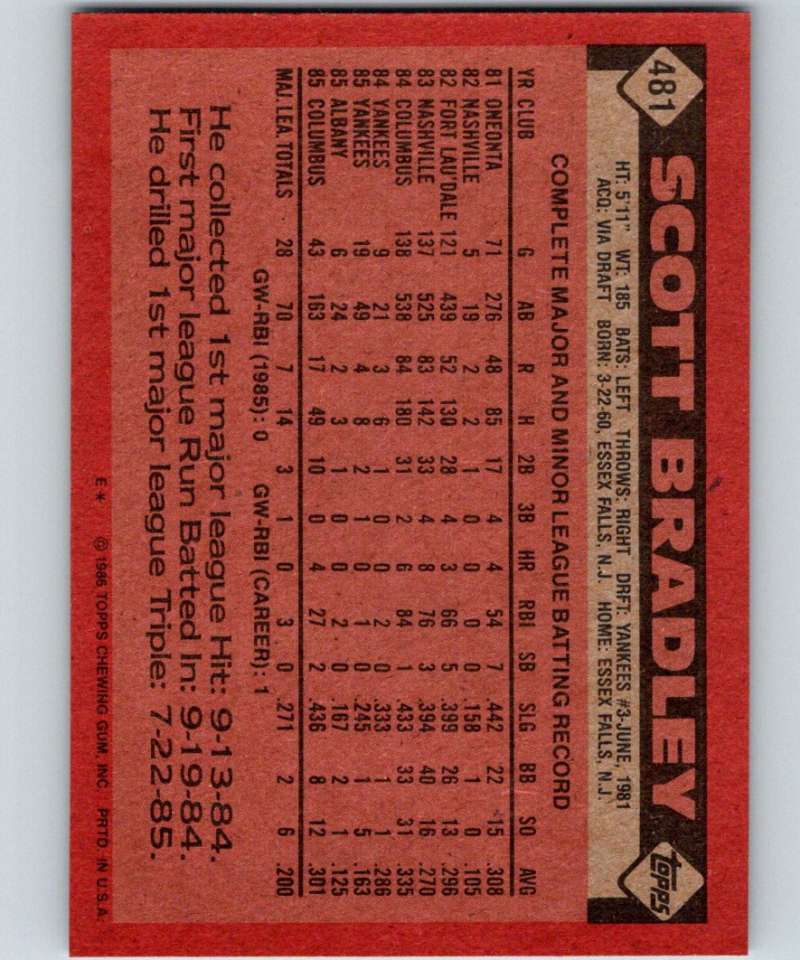 481
SCOTT BRADLEY
topps
HT: 5'11" WT: 185 BATS: LEFT THROWS: RIGHT DRFT: YANKEES #3-JUNE, 1981
ACQ: VIA DRAFT BORN: 3-22-60, ESSEX FALLS, N.J. HOME: ESSEX FALLS, N.J.
COMPLETE MAJOR AND MINOR LEAGUE BATTING RECORD
YR CLUB G AB R H 2B 3B HR RBI SB SLG BB SO AVG
81 ONEONTA 71 276 48 85 17 4 4 54 7 .442 22 15 .308
82 NASHVILLE 5 19 2 2 1 0 0 0 0 .158 1 0 .105
82 FORT LAU'DALE 121 439 52 130 28 4 3 66 5 .399 26 13 .296
83 NASHVILLE 137 525 83 142 33 4 8 76 3 .394 40 16 .270
84 COLUMBUS 138 538 84 180 31 2 6 84 1 .433 33 31 .335
84 YANKEES 9 21 3 6 1 0 0 2 0 .333 1 1 .286
85 YANKEES 19 49 4 8 2 1 0 1 0 .245 1 5 .163
85 ALBANY 6 24 2 3 1 0 0 2 0 .167 2 1 .125
85 COLUMBUS 43 163 17 49 10 0 4 27 2 .436 8 12 .301
MAJ. LEA. TOTALS 28 70 7 14 3 1 0 3 0 .271 2 6 .200
GW-RBI (1985): 0 GW-RBI (CAREER): 1
He collected 1st major league Hit: 9-13-84.
First major league Run Batted In: 9-19-84.
He drilled 1st major league Triple: 7-22-85.
E* © 1986 TOPPS CHEWING GUM, INC. PRTD. IN U.S.A.